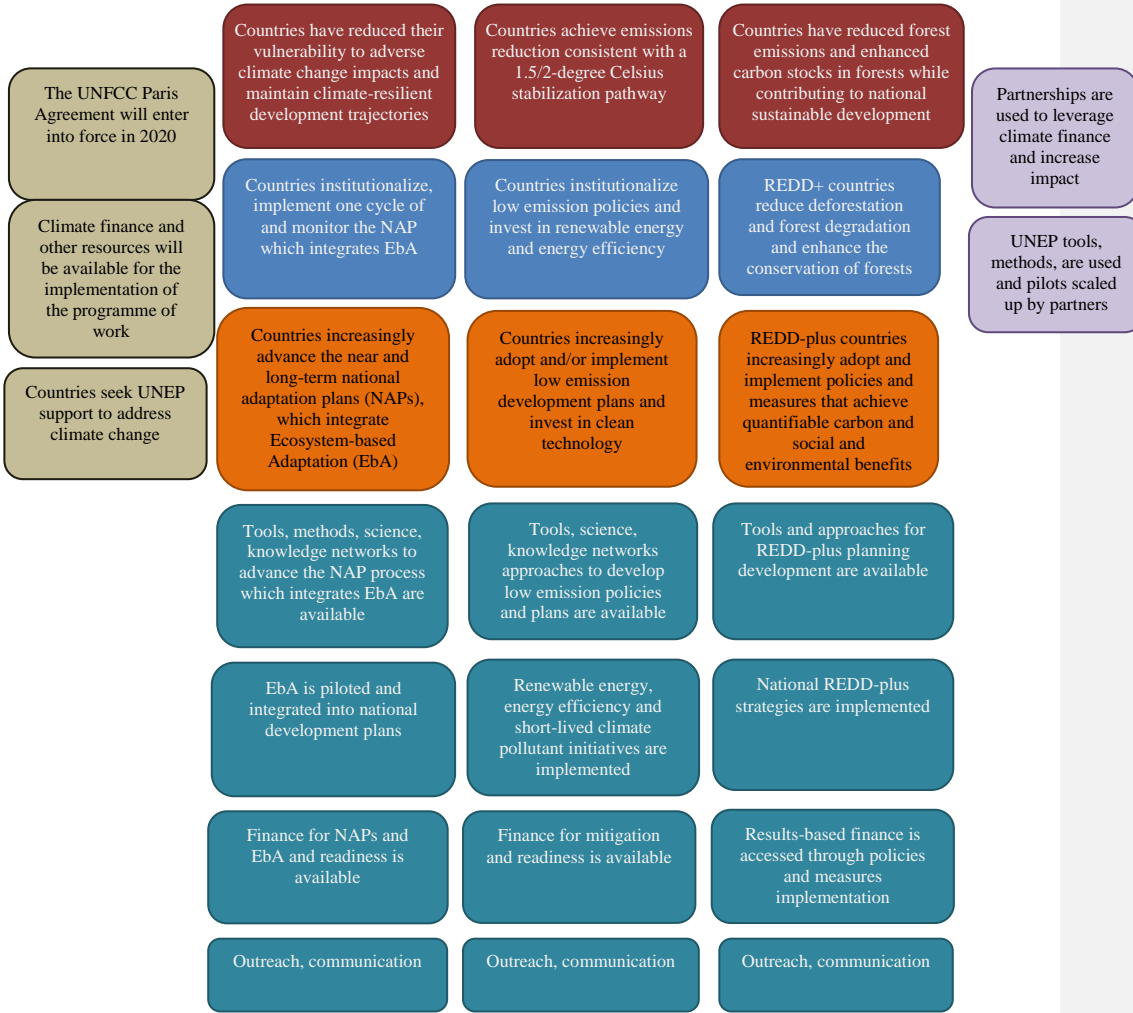 Countries have reduced their
vulnerability to adverse
climate change impacts and
maintain climate-resilient
development trajectories
Countries achieve emissions
reduction consistent with a
1.5/2-degree Celsius
stabilization pathway
Countries have reduced forest
emissions and enhanced
carbon stocks in forests while
contributing to national
sustainable development
The UNFCC Paris
Agreement will enter
into force in 2020
Partnerships are
used to leverage
climate finance
and increase
impact
Countries institutionalize,
implement one cycle of
and monitor the NAP
which integrates EbA
Countries institutionalize
low emission policies and
invest in renewable energy
and energy efficiency
REDD+ countries
reduce deforestation
and forest degradation
and enhance the
conservation of forests
Climate finance and
other resources will
be available for the
implementation of
the programme of
work
UNEP tools,
methods, are used
and pilots scaled
up by partners
Countries increasingly
advance the near and
long-term national
adaptation plans (NAPs),
which integrate
Ecosystem-based
Adaptation (EbA)
Countries increasingly
adopt and/or implement
low emission
development plans and
invest in clean
technology
REDD-plus countries
increasingly adopt and
implement policies and
measures that achieve
quantifiable carbon and
social and
environmental benefits
Countries seek UNEP
support to address
climate change
Tools, methods, science,
knowledge networks to
advance the NAP process
which integrates EbA are
available
Tools, science,
knowledge networks
approaches to develop
low emission policies
and plans are available
Tools and approaches for
REDD-plus planning
development are available
EbA is piloted and
integrated into national
development plans
Renewable energy,
energy efficiency and
short-lived climate
pollutant initiatives are
implemented
National REDD-plus
strategies are implemented
Finance for NAPs and
EbA and readiness is
available
Finance for mitigation
and readiness is available
Results-based finance is
accessed through policies
and measures
implementation
Outreach, communication
Outreach, communication
Outreach, communication